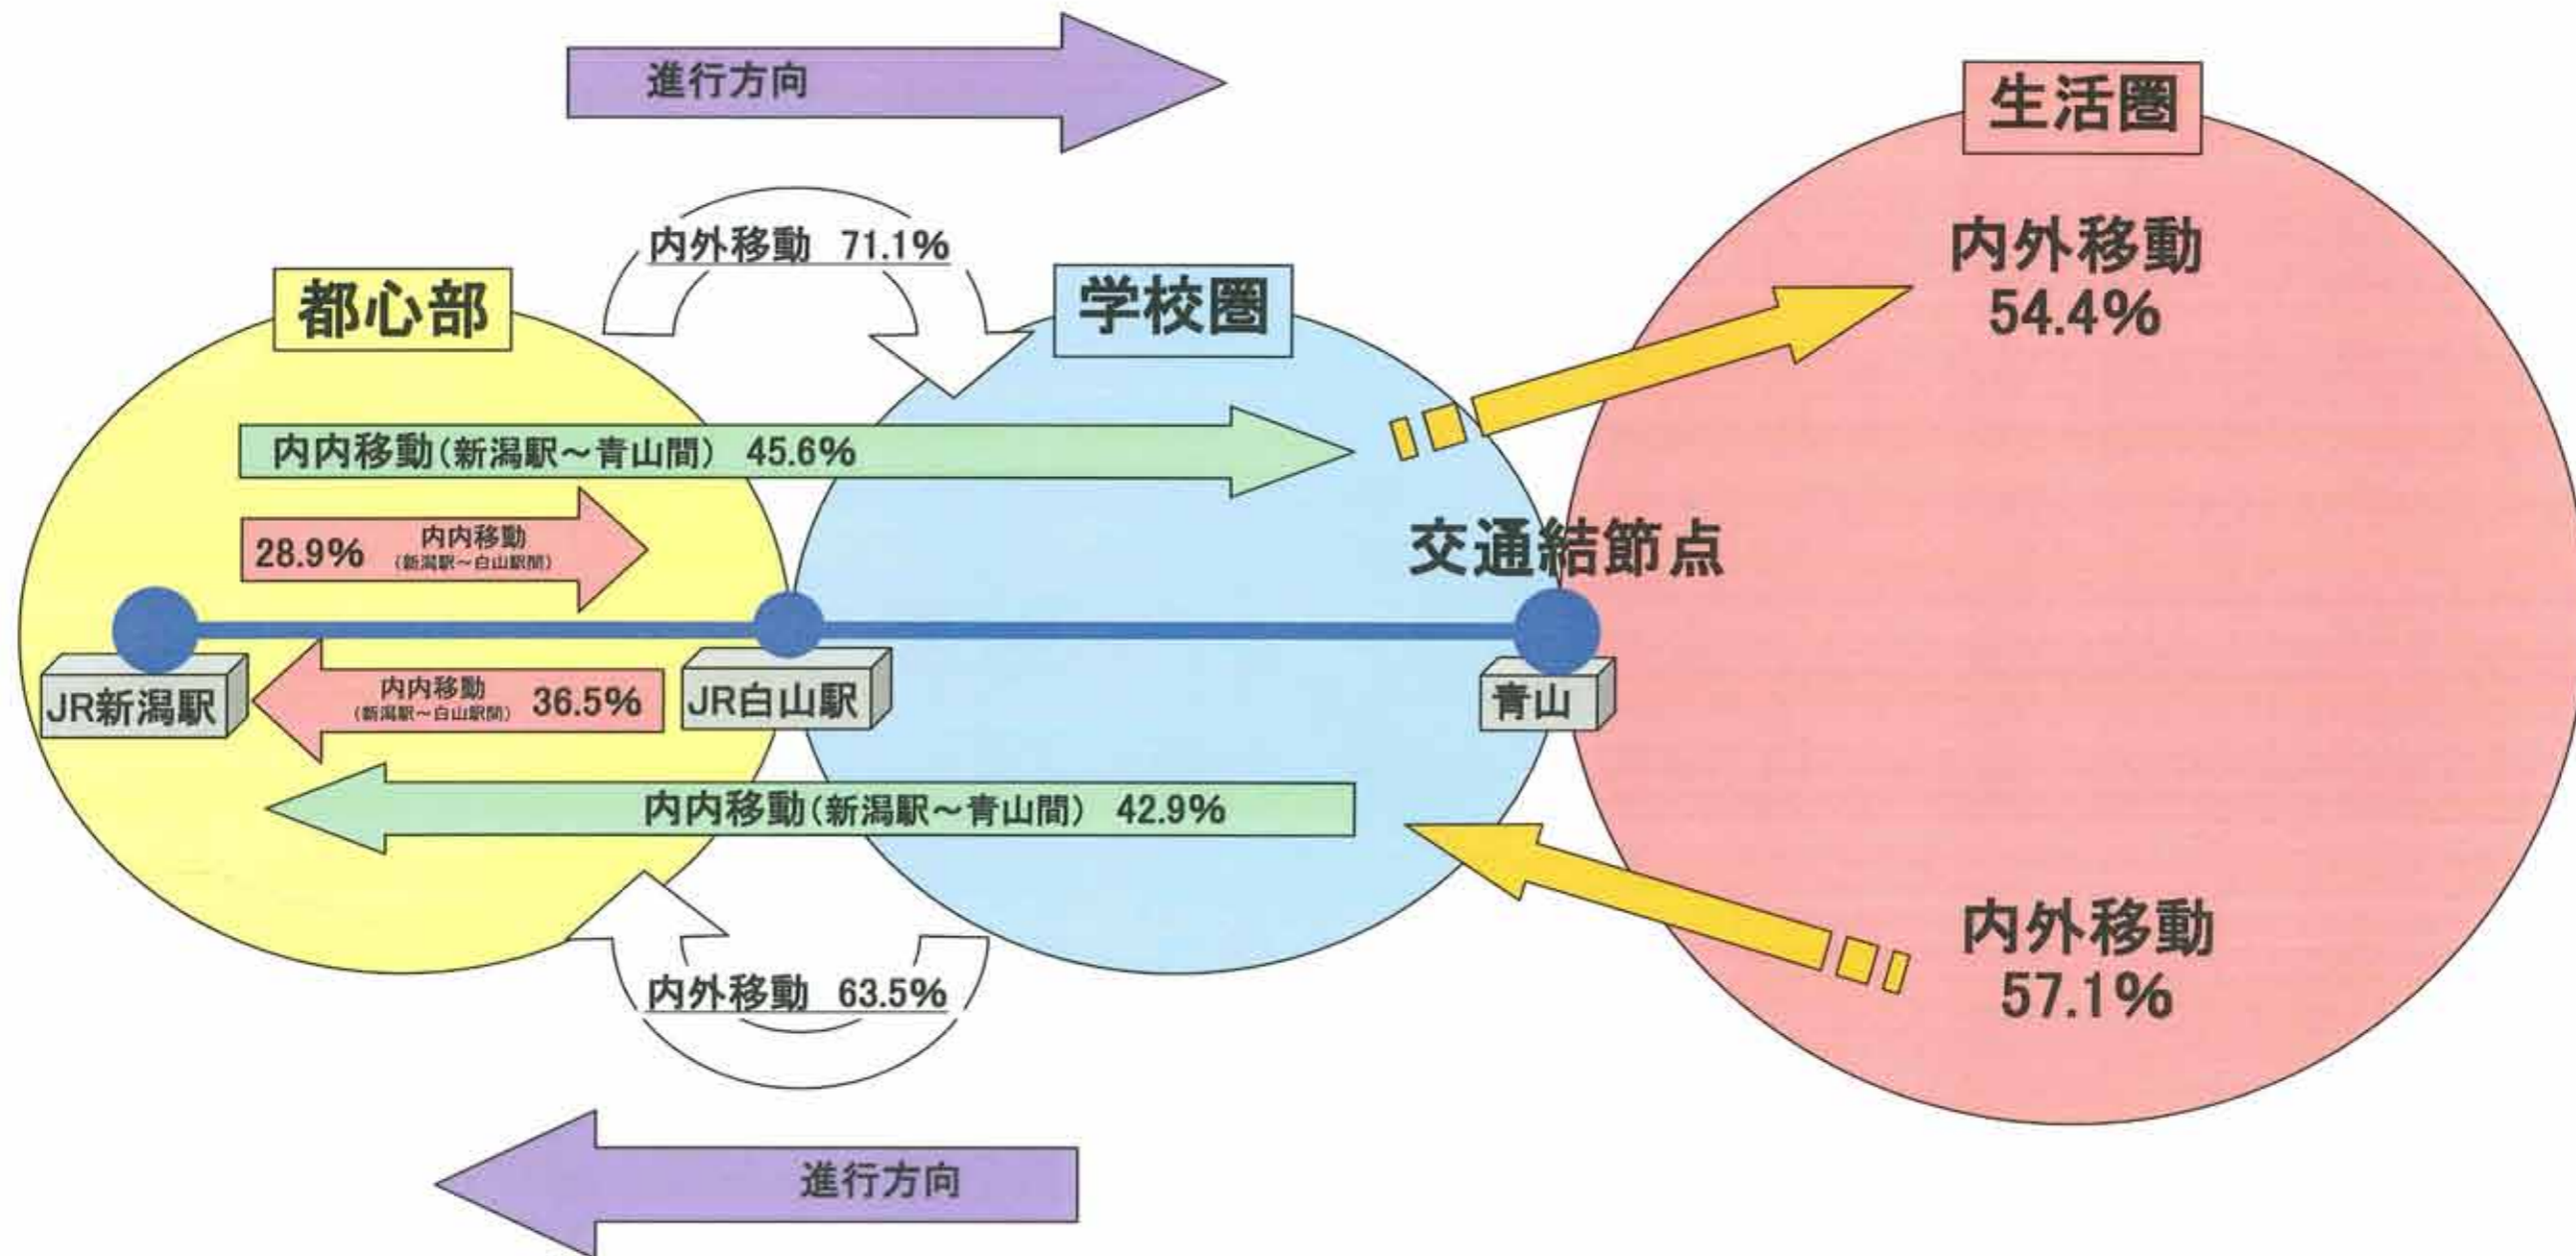 進行方向
生活圏
内外移動 71.1%
内外移動
54.4%
都心部
学校圏
内内移動(新潟駅～青山間) 45.6%
28.9% 内内移動
(新潟駅～白山駅間)
交通結節点
JR新潟駅
内内移動
(新潟駅～白山駅間) 36.5%
JR白山駅
青山
内内移動(新潟駅～青山間) 42.9%
内外移動
57.1%
内外移動 63.5%
進行方向